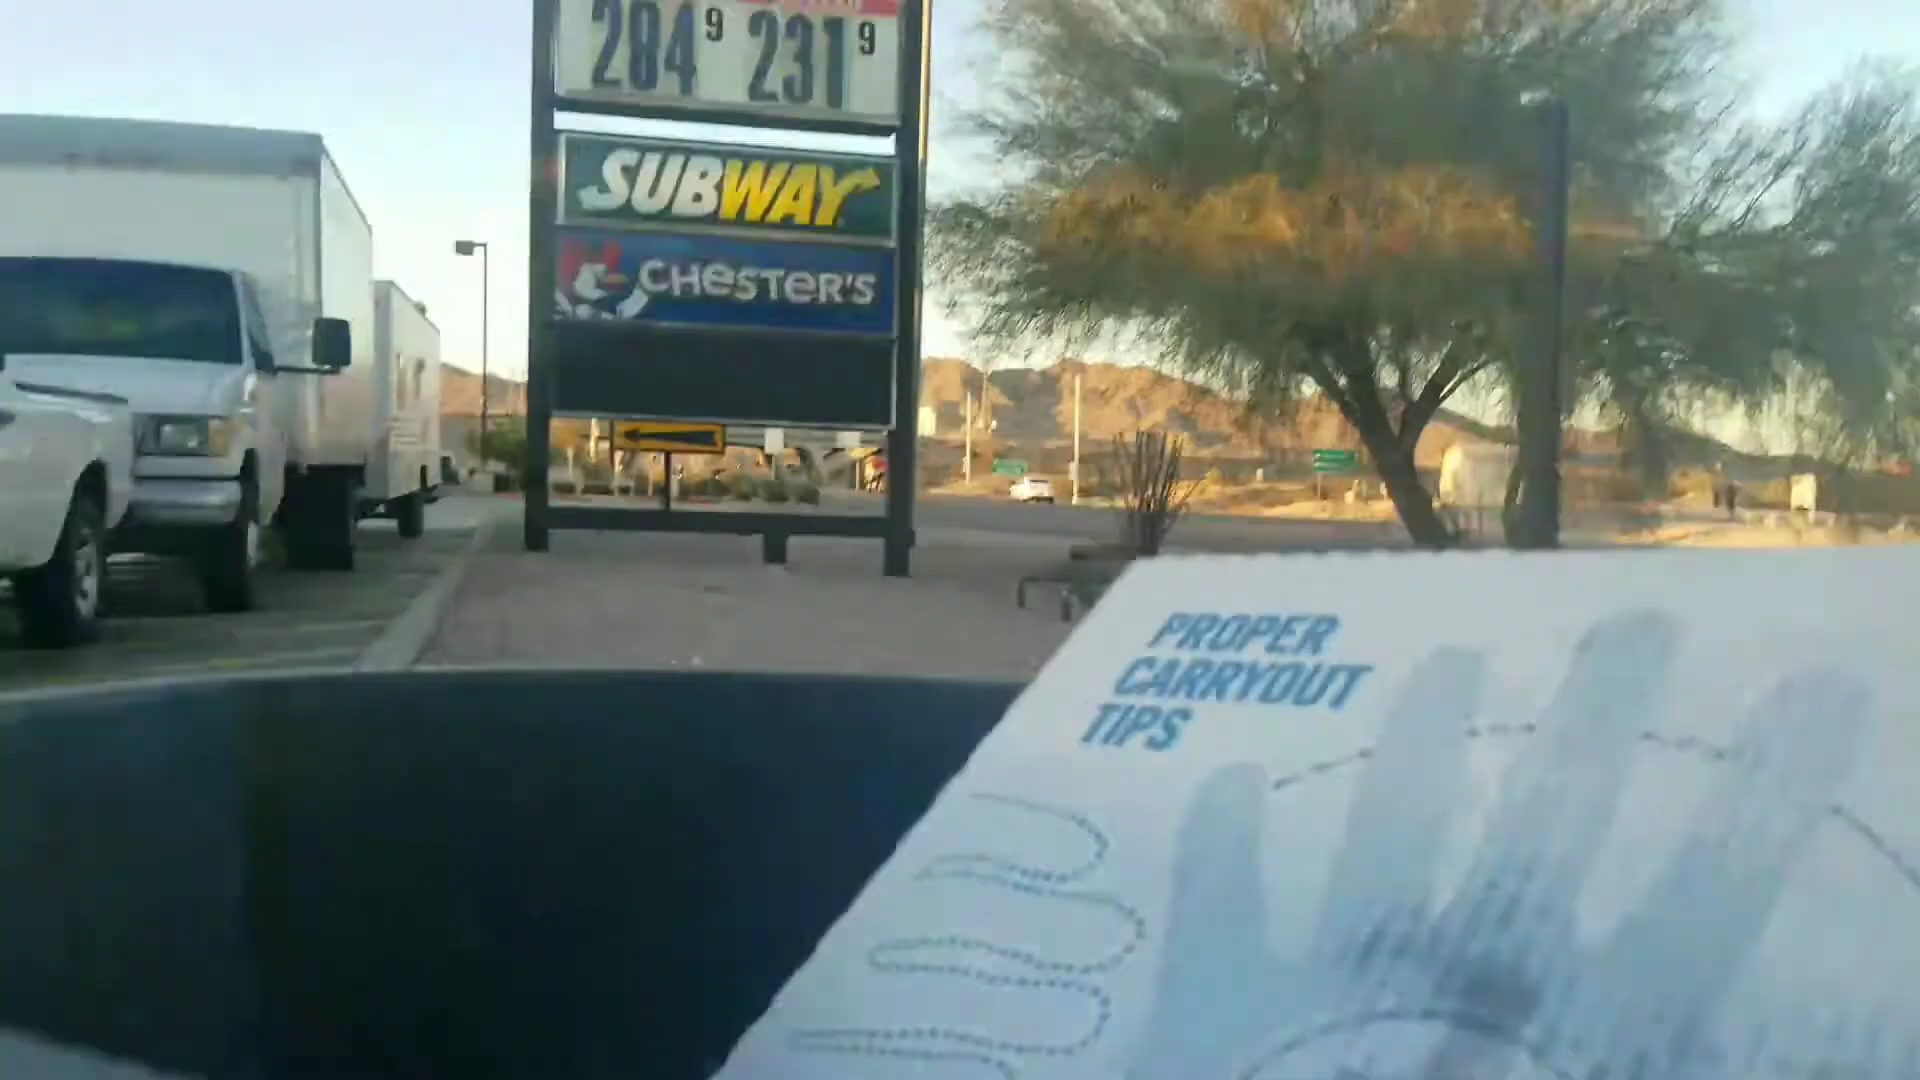 284 9 231 9
SUBWAY
CHESTER'S
PROPER
CARRYOUT
TIPS